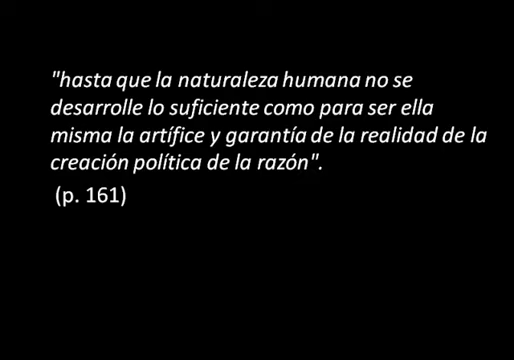 "hasta que la naturaleza humana no se
desarrolle lo suficiente como para ser ella
misma la artífice y garantía de la realidad de la
creación política de la razón".
(p. 161)